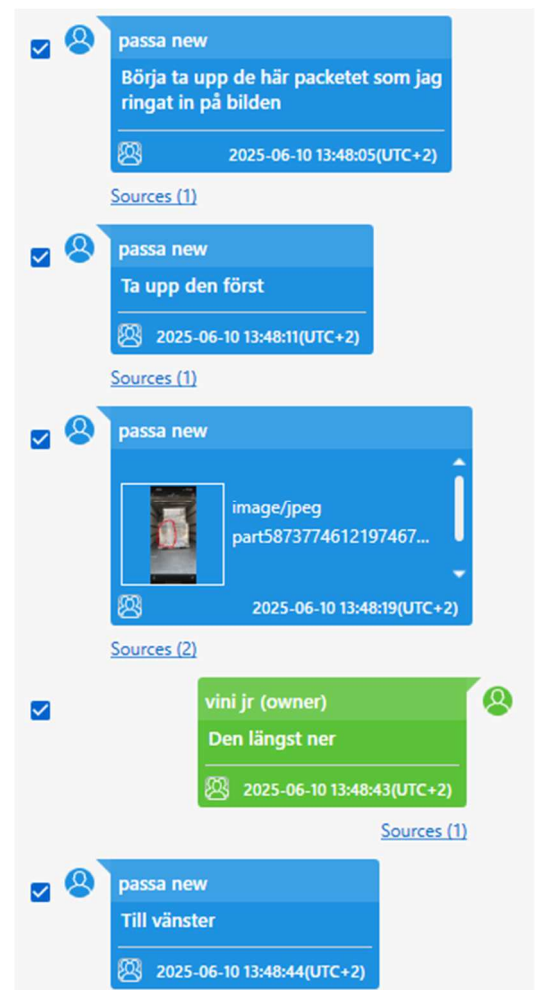 passa new
Börja ta upp de här packetet som jag
ringat in på bilden
2025-06-10 13:48:05(UTC+2)
Sources (1)
passa new
Ta upp den först
2025-06-10 13:48:11(UTC+2)
Sources (1)
passa new
image/jpeg
part5873774612197467...
2025-06-10 13:48:19(UTC+2)
Sources (2)
vini jr (owner)
Den längst ner
2025-06-10 13:48:43(UTC+2)
Sources (1)
passa new
Till vänster
2025-06-10 13:48:44(UTC+2)